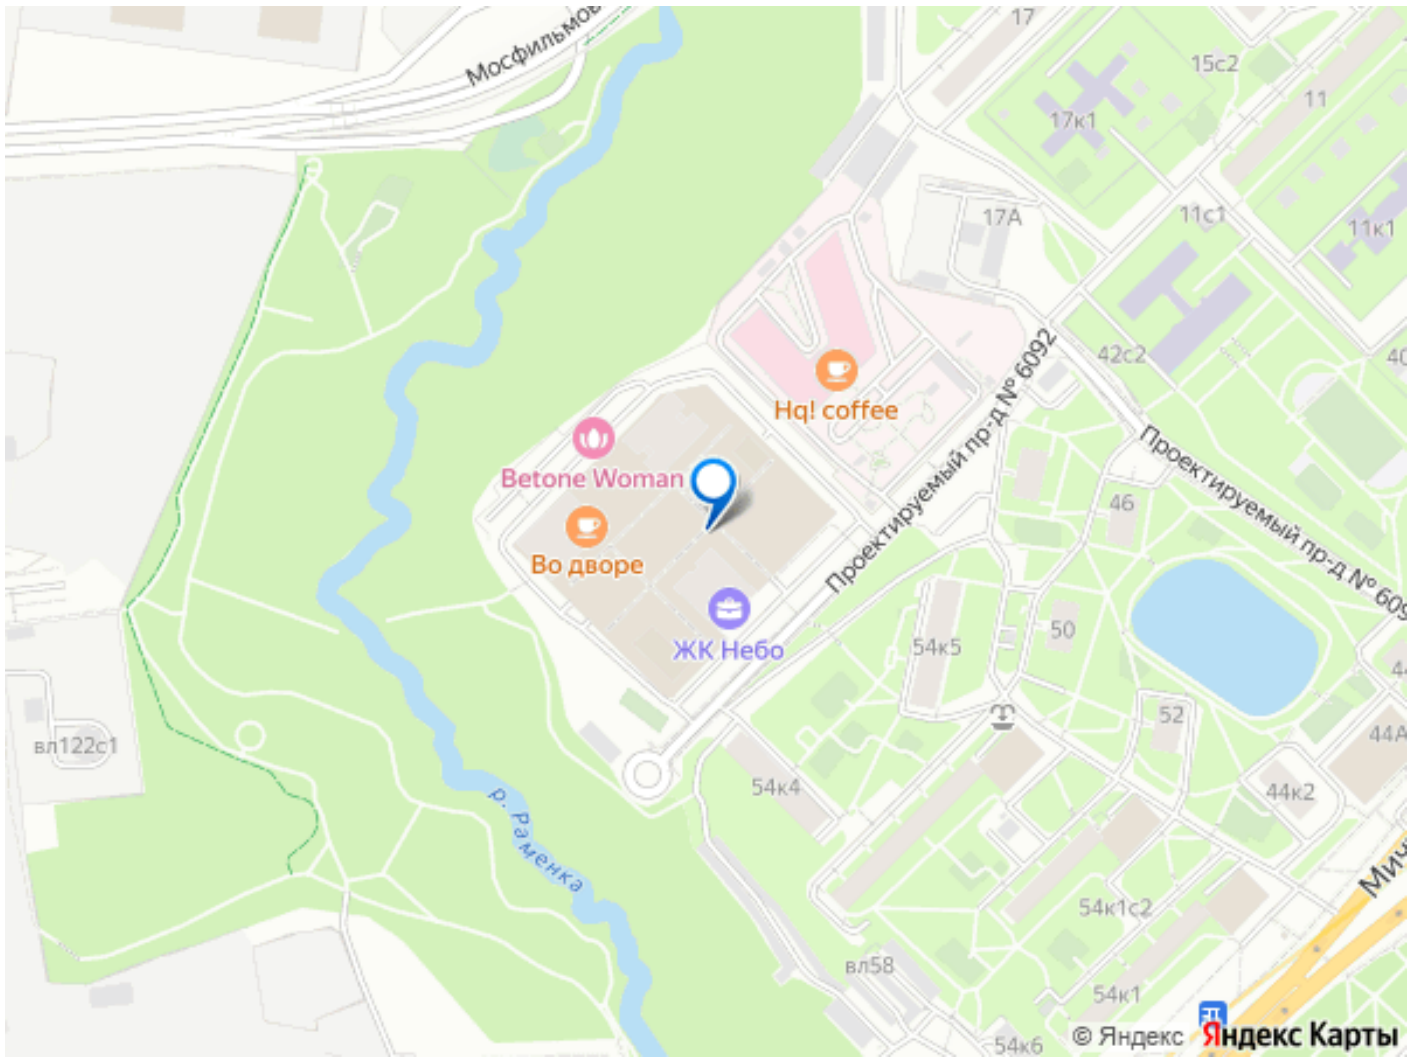 Мосфильмов
17
15с2
11
17к1
17А
11с1
11к1
Проектируемый пр-д № 6092
42с2
40
Hq! coffee
Проектируемый пр-д № 609
Betone Woman
46
Во дворе
ЖК Небо
50
54к5
44
52
44А
вл122с1
54к4
44к2
р. Раменка
Мич
54к1с2
вл58
54к1
54к6
© Яндекс Яндекс Карты